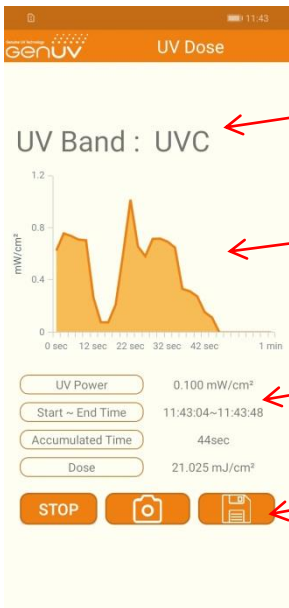 11:43
GENUV
UV Dose
UV Band : UVC
1.2
0.8
0.4
0
mW/cm²
0 sec 12 sec 22 sec 32 sec 42 sec 1 min
UV Power 0.100 mW/cm²
Start ~ End Time 11:43:04~11:43:48
Accumulated Time 44sec
Dose 21.025 mJ/cm²
STOP